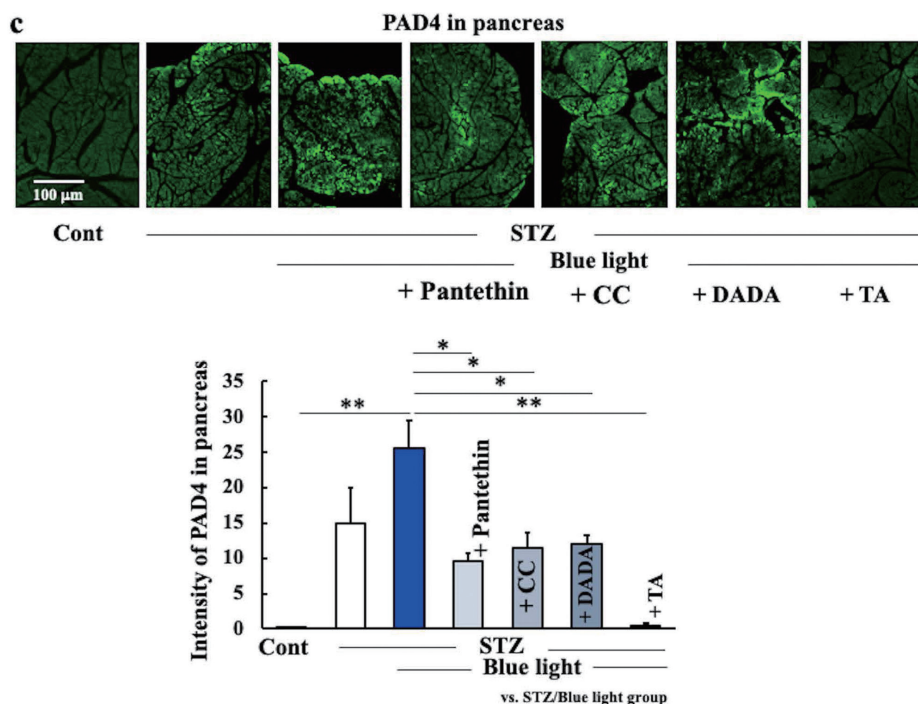 c
PAD4 in pancreas
100 μm
Cont
STZ
Blue light
+ Pantethin
+ CC
+ DADA
+ TA
*
*
*
**
**
Intensity of PAD4 in pancreas
35
30
25
20
15
10
5
0
+ Pantethin
+ CC
+ DADA
+ TA
Cont
STZ
Blue light
vs. STZ/Blue light group